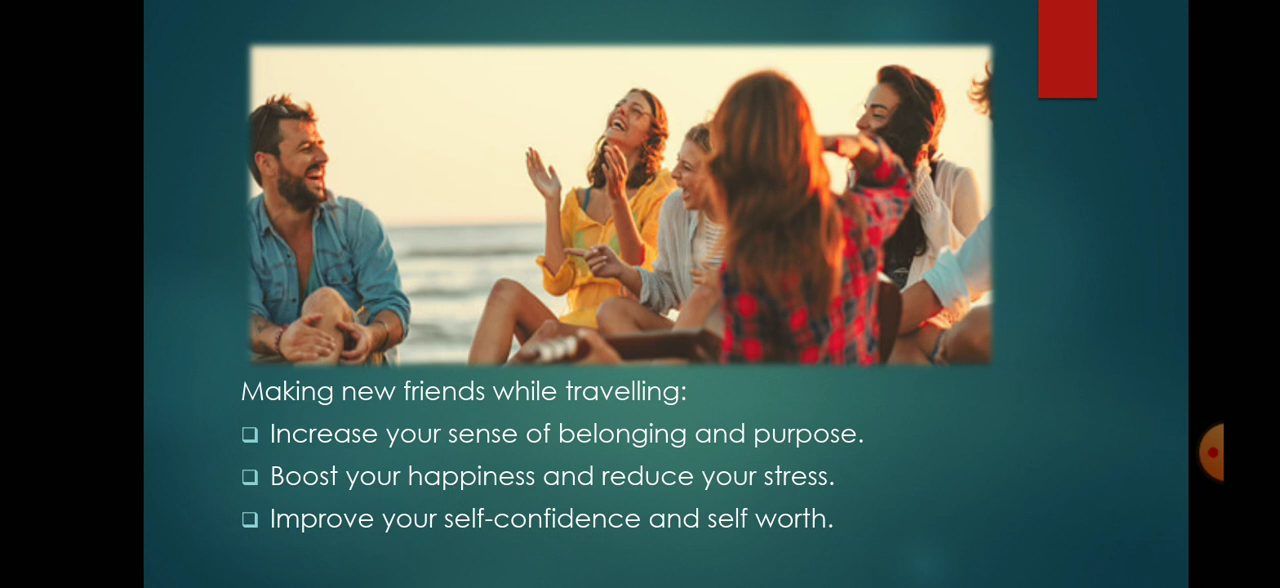 Making new friends while travelling:
Increase your sense of belonging and purpose.
Boost your happiness and reduce your stress.
Improve your self-confidence and self worth.